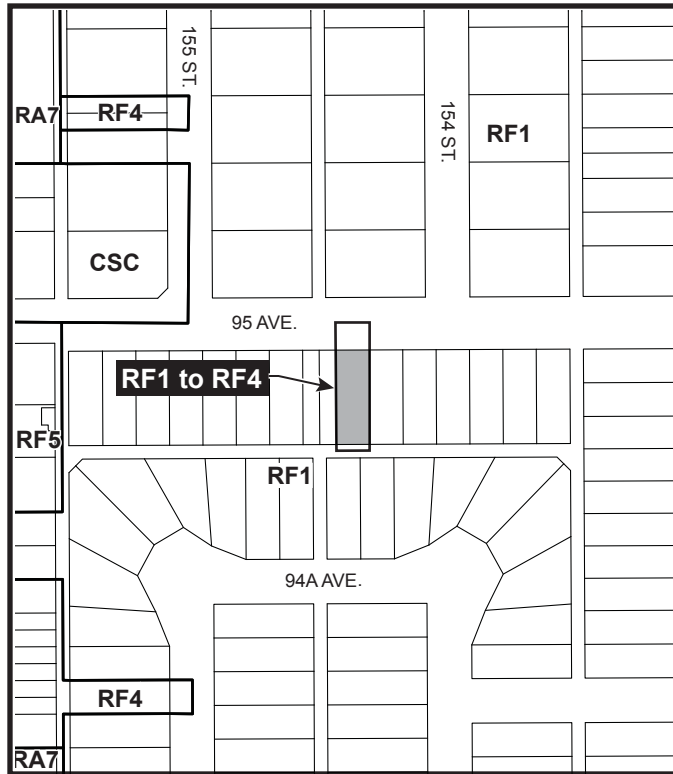 155 ST.
RA7
RF4
154 ST.
RF1
CSC
95 AVE.
RF1 to RF4
RF5
RF1
94A AVE.
RF4
RA7